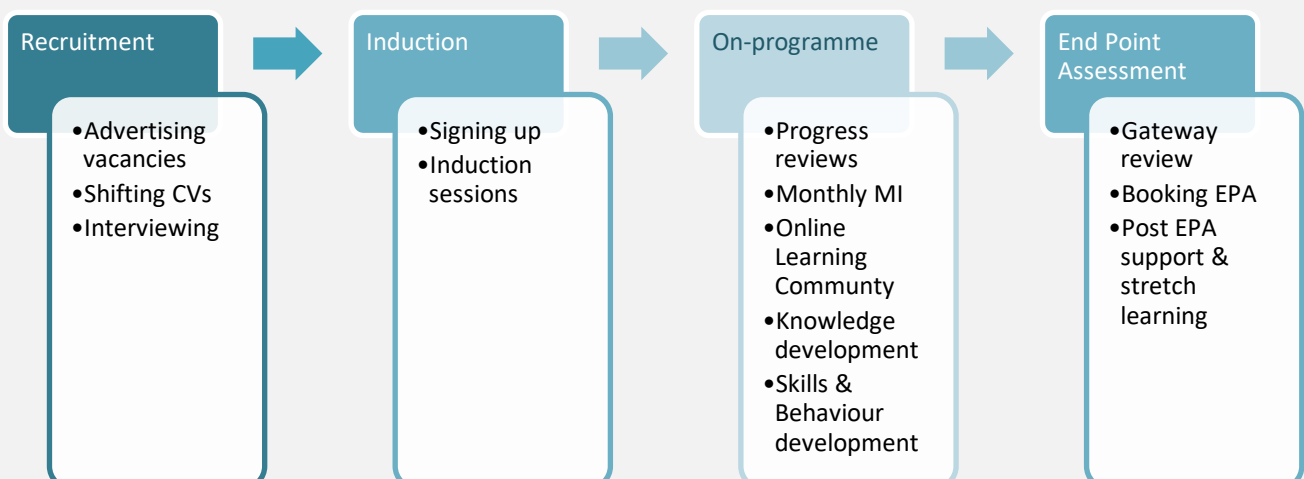 Recruitment
•Advertising
vacancies
•Shifting CVs
•Interviewing
Induction
•Signing up
•Induction
sessions
On-programme
•Progress
reviews
•Monthly MI
•Online
Learning
Communty
•Knowledge
development
•Skills &
Behaviour
development
End Point
Assessment
•Gateway
review
•Booking EPA
•Post EPA
support &
stretch
learning